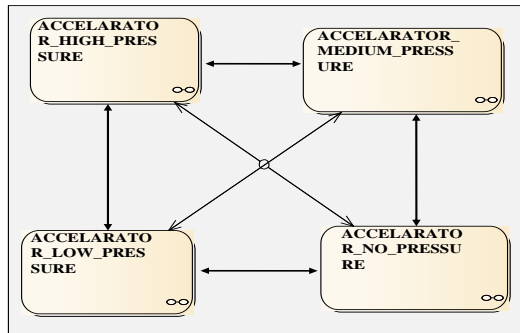 ACCELARATO
R_HIGH_PRES
SURE
ACCELARATOR_
MEDIUM_PRESS
URE
ACCELARATO
R_LOW_PRES
SURE
ACCELARATO
R_NO_PRESSU
RE